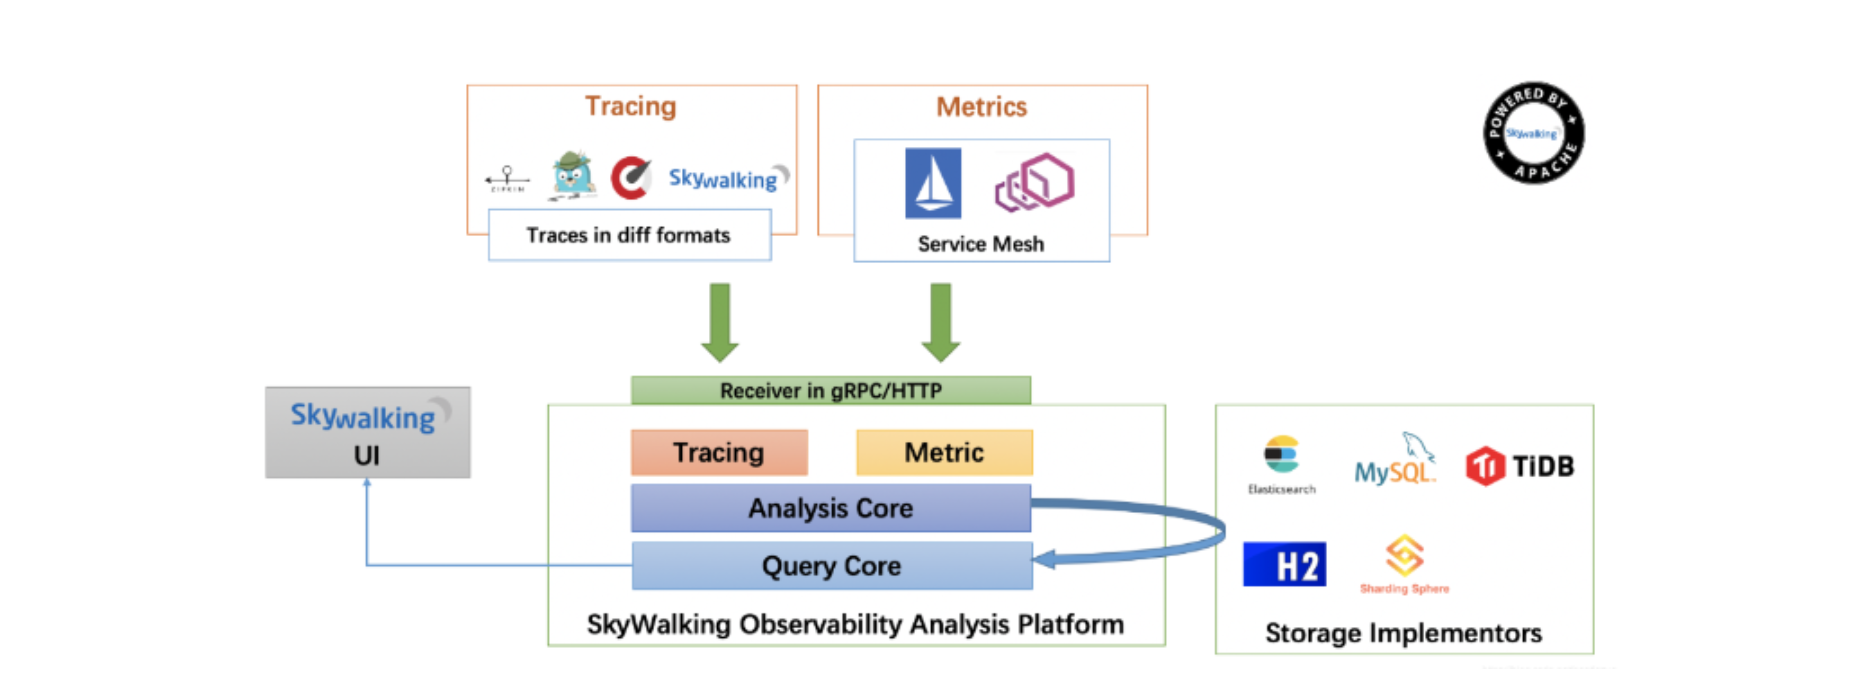 Tracing
Metrics
POWERED BY
Skywalking
APACHE
ZIPKIN
Skywalking
Traces in diff formats
Service Mesh
Receiver in gRPC/HTTP
Skywalking
UI
Tracing
Metric
Analysis Core
Query Core
SkyWalking Observability Analysis Platform
Elasticsearch
MySQL
TiDB
H2
Sharding Sphere
Storage Implementors